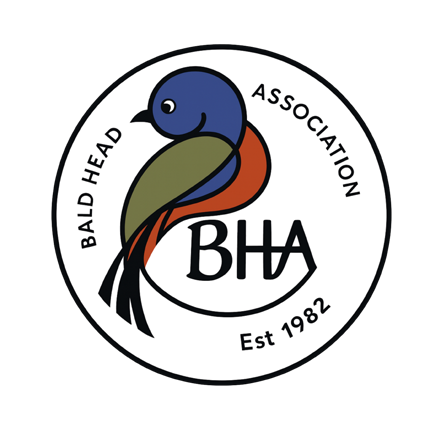 BALD HEAD
ASSOCIATION
BHA
Est 1982